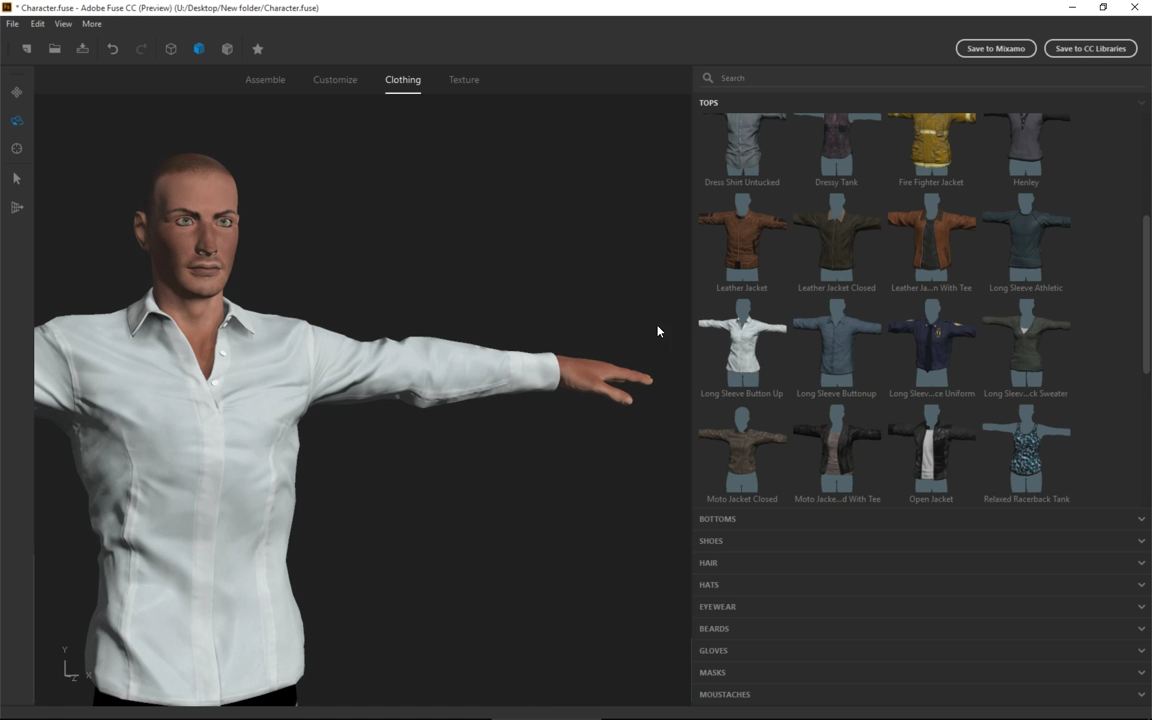 * Character.fuse - Adobe Fuse CC (Preview) (U:/Desktop/New folder/Character.fuse)
File Edit View More
Save to Mixamo Save to CC Libraries
Assemble Customize Clothing Texture
Search
TOPS
Dress Shirt Untucked Dressy Tank Fire Fighter Jacket Henley
Leather Jacket Leather Jacket Closed Leather Ja...n With Tee Long Sleeve Athletic
Long Sleeve Button Up Long Sleeve Buttonup Long Sleev...ce Uniform Long Sleev...ck Sweater
Moto Jacket Closed Moto Jacke...d With Tee Open Jacket Relaxed Racerback Tank
BOTTOMS
SHOES
HAIR
HATS
EYEWEAR
BEARDS
GLOVES
MASKS
MOUSTACHES
Y
Z X